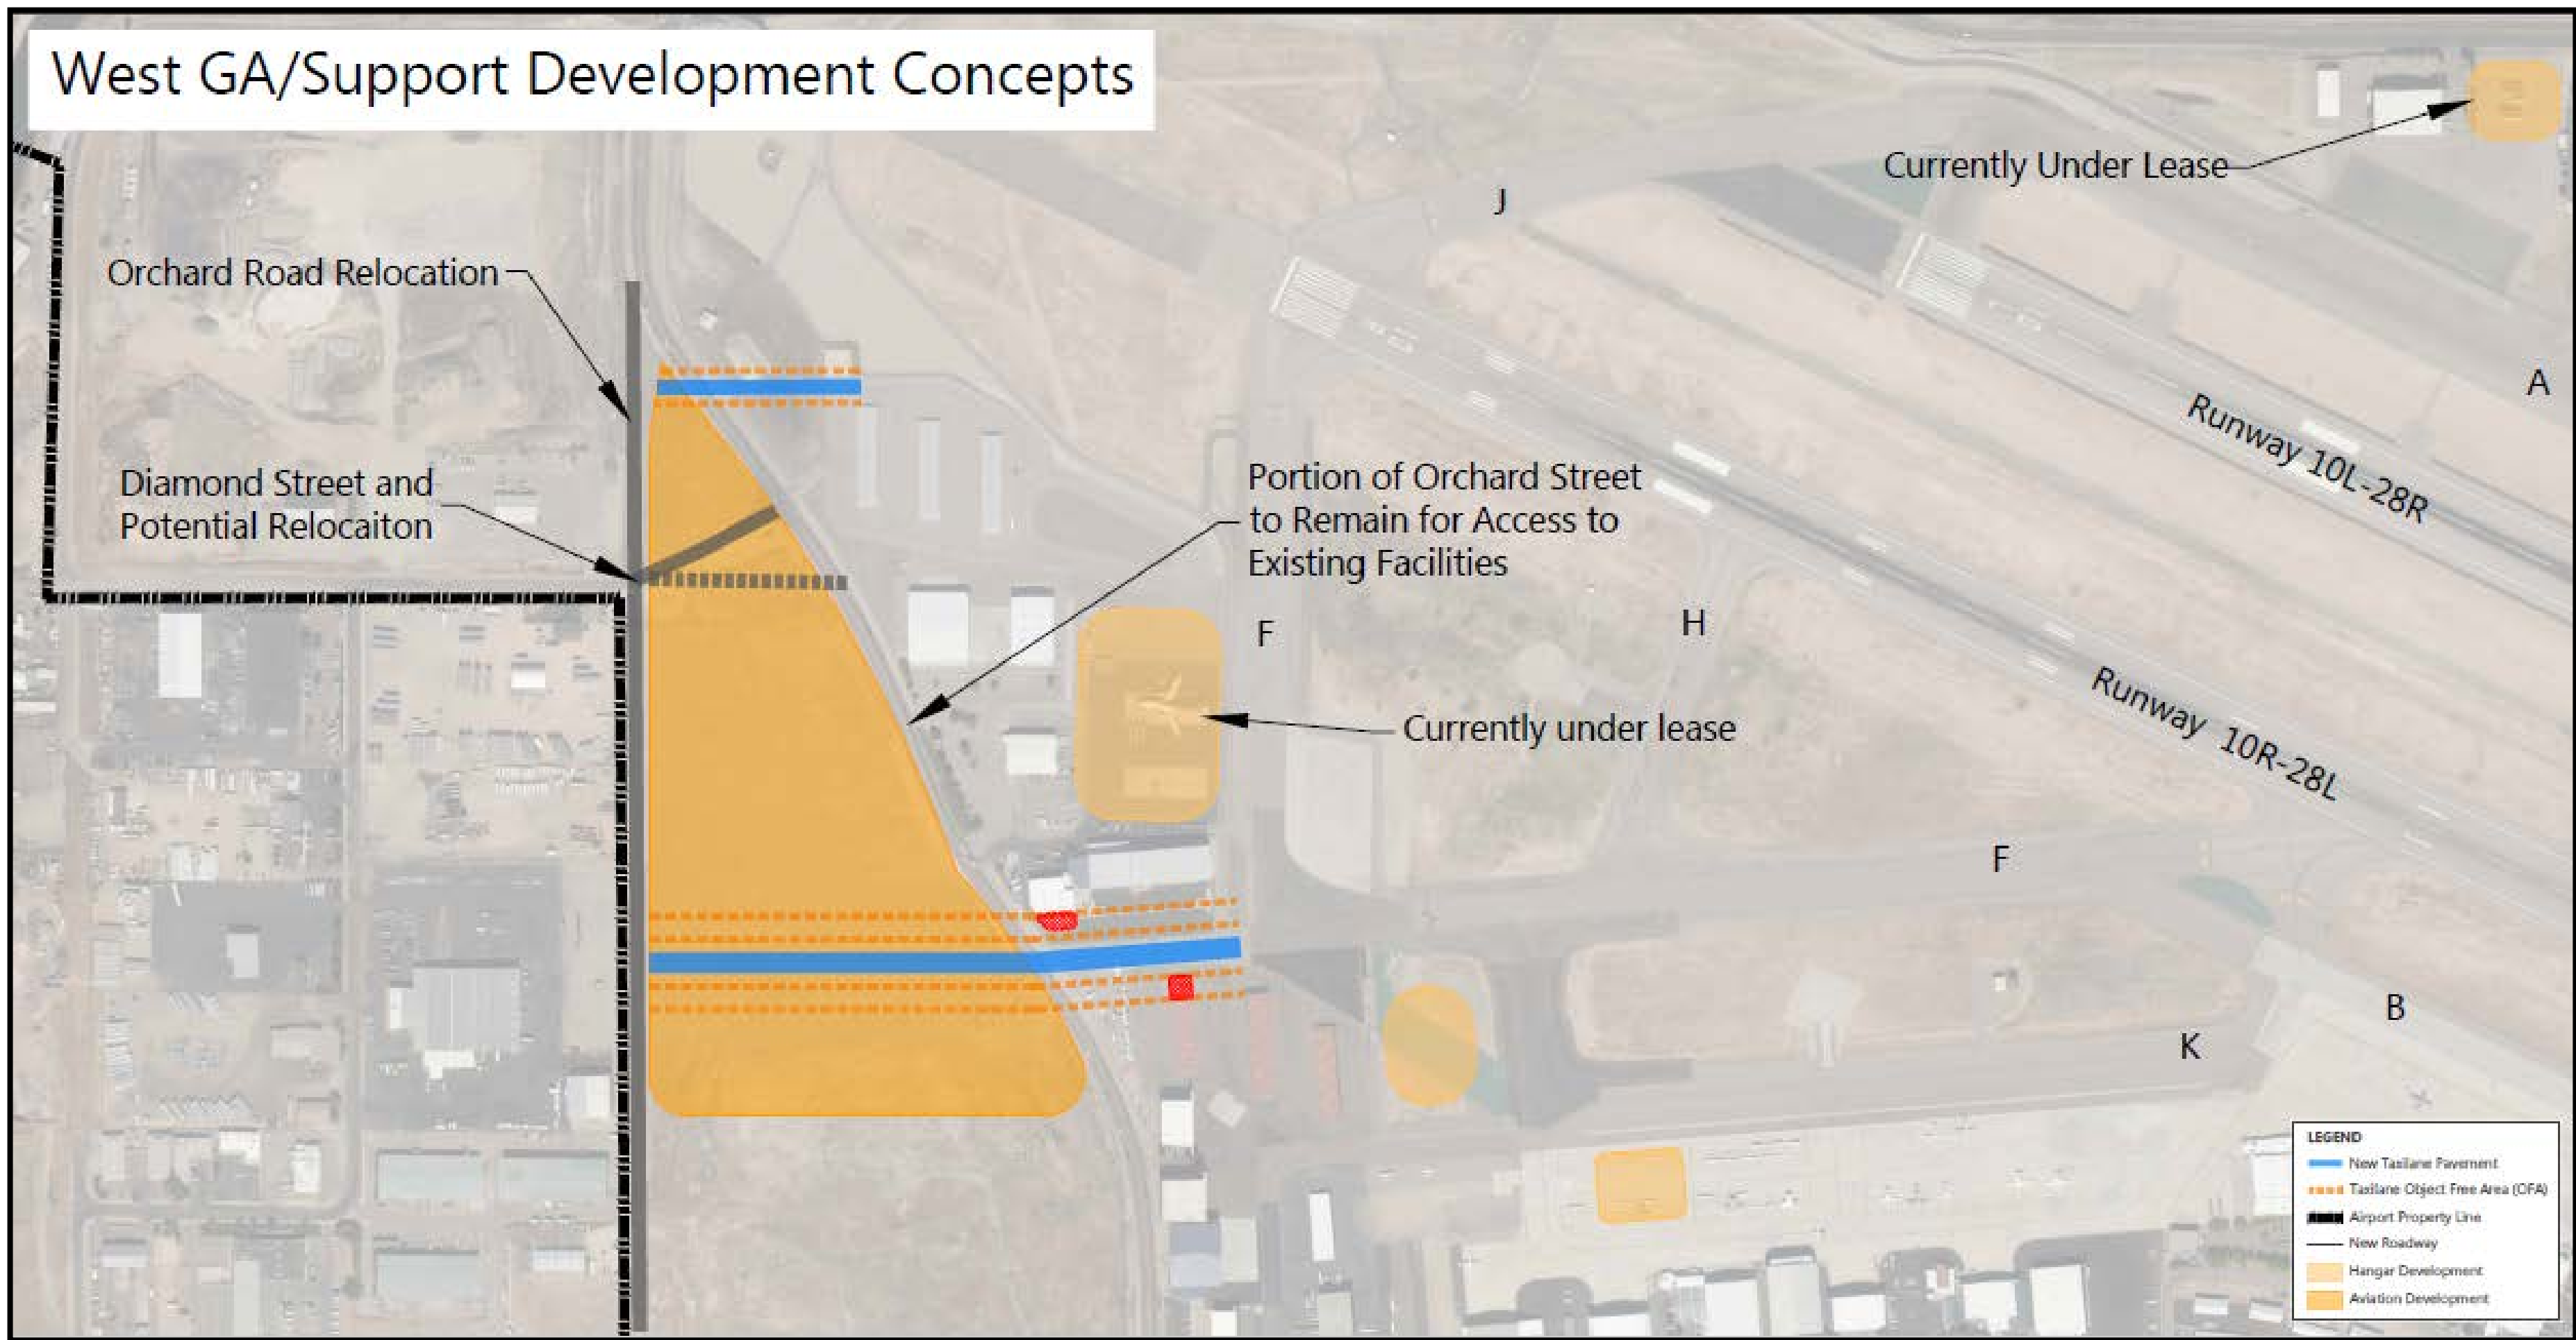 West GA/Support Development Concepts
Currently Under Lease
J
Orchard Road Relocation
A
Runway 10L-28R
Diamond Street and
Potential Relocaiton
Portion of Orchard Street
to Remain for Access to
Existing Facilities
F
H
Runway 10R-28L
Currently under lease
F
B
K
LEGEND
New Taxilane Pavement
Taxilane Object Free Area (OFA)
Airport Property Line
New Roadway
Hangar Development
Aviation Development